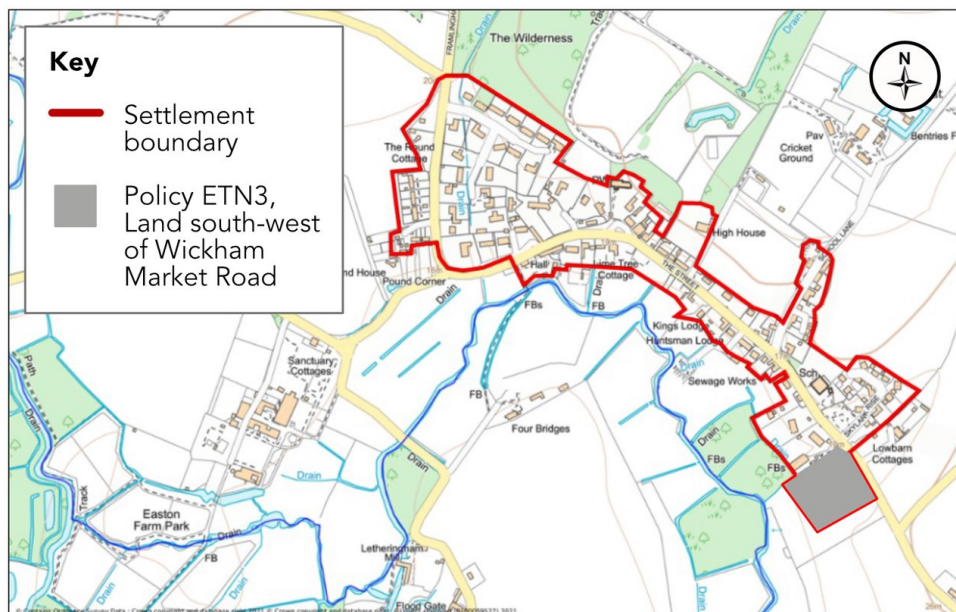 Key
Settlement
boundary
Policy ETN3,
Land south-west
of Wickham
Market Road
N
The Wilderness
Track
Pav
Cricket
Ground
The Round
Cottage
Drain
High House
Pound Corner
Hall
Lime Tree
Cottage
THE STREET
Drain
FBs
FB
Drain
Kings Lodge
Huntsman Lodge
Sch
Sewage Works
Sanctuary
Cottages
FB
Four Bridges
Drain
FBs
FBs
Lowbarn
Cottages
Path
Drain
Drain
Drain
Track
Easton
Farm Park
FB
Drain
Letheringham
Mill
Flood Gate
Drain
Drain